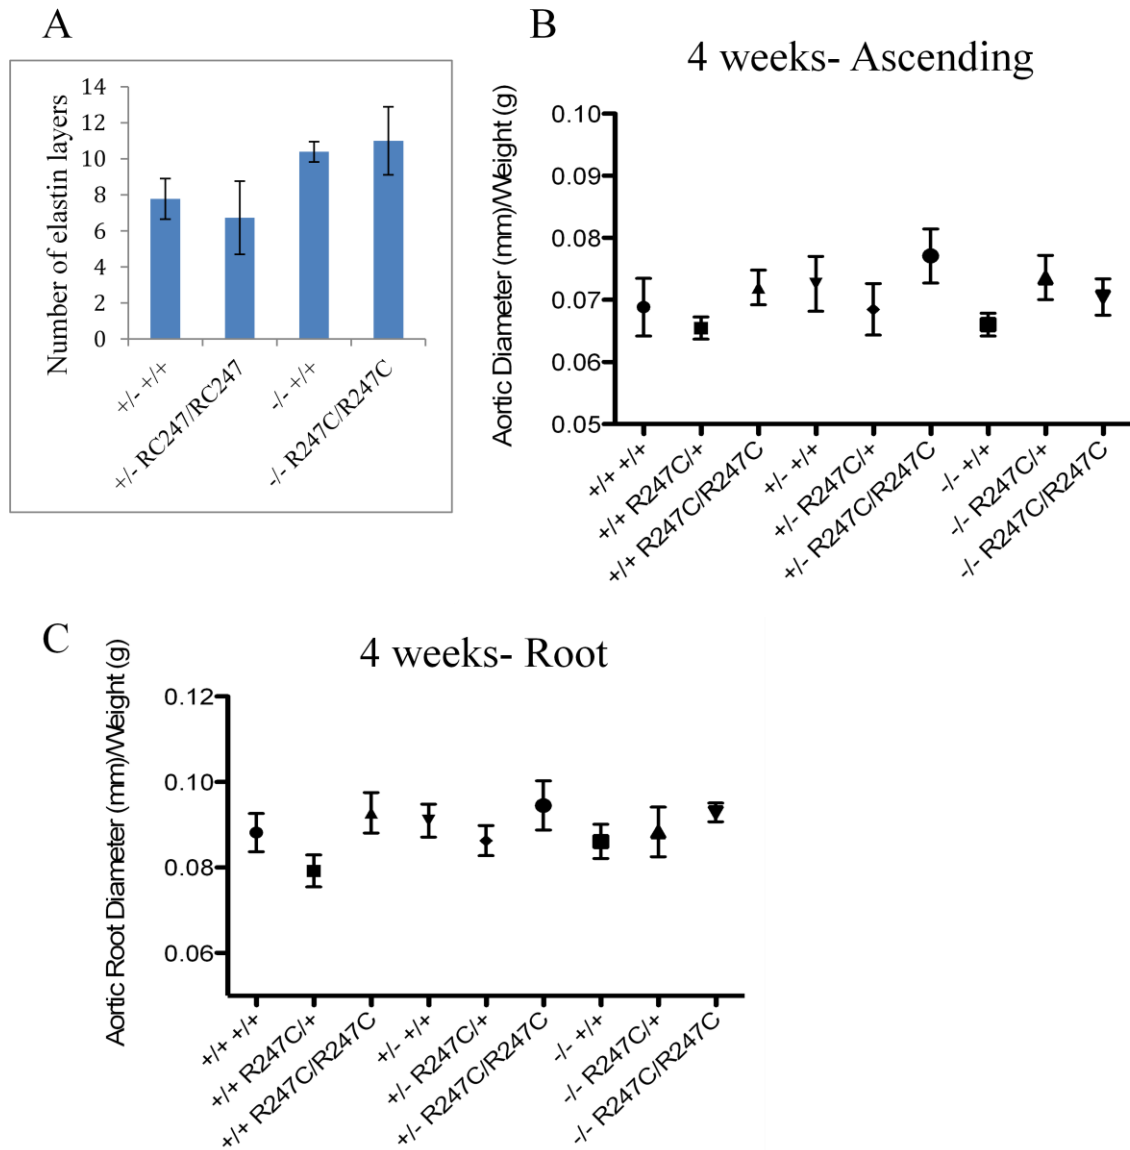 A
Number of elastin layers
14
12
10
8
6
4
2
0
+/- +/+
+/- RC247/RC247
-/- +/+
-/- R247C/R247C
B
4 weeks- Ascending
Aortic Diameter (mm)/Weight (g)
0.10
0.09
0.08
0.07
0.06
0.05
+/+ +/+
+/+ R247C/+
+/+ R247C/R247C
+/- +/+
+/- R247C/+
+/- R247C/R247C
-/- +/+
-/- R247C/+
-/- R247C/R247C
C
4 weeks- Root
Aortic Root Diameter (mm)/Weight (g)
0.12
0.10
0.08
0.06
+/+ +/+
+/+ R247C/+
+/+ R247C/R247C
+/- +/+
+/- R247C/+
+/- R247C/R247C
-/- +/+
-/- R247C/+
-/- R247C/R247C